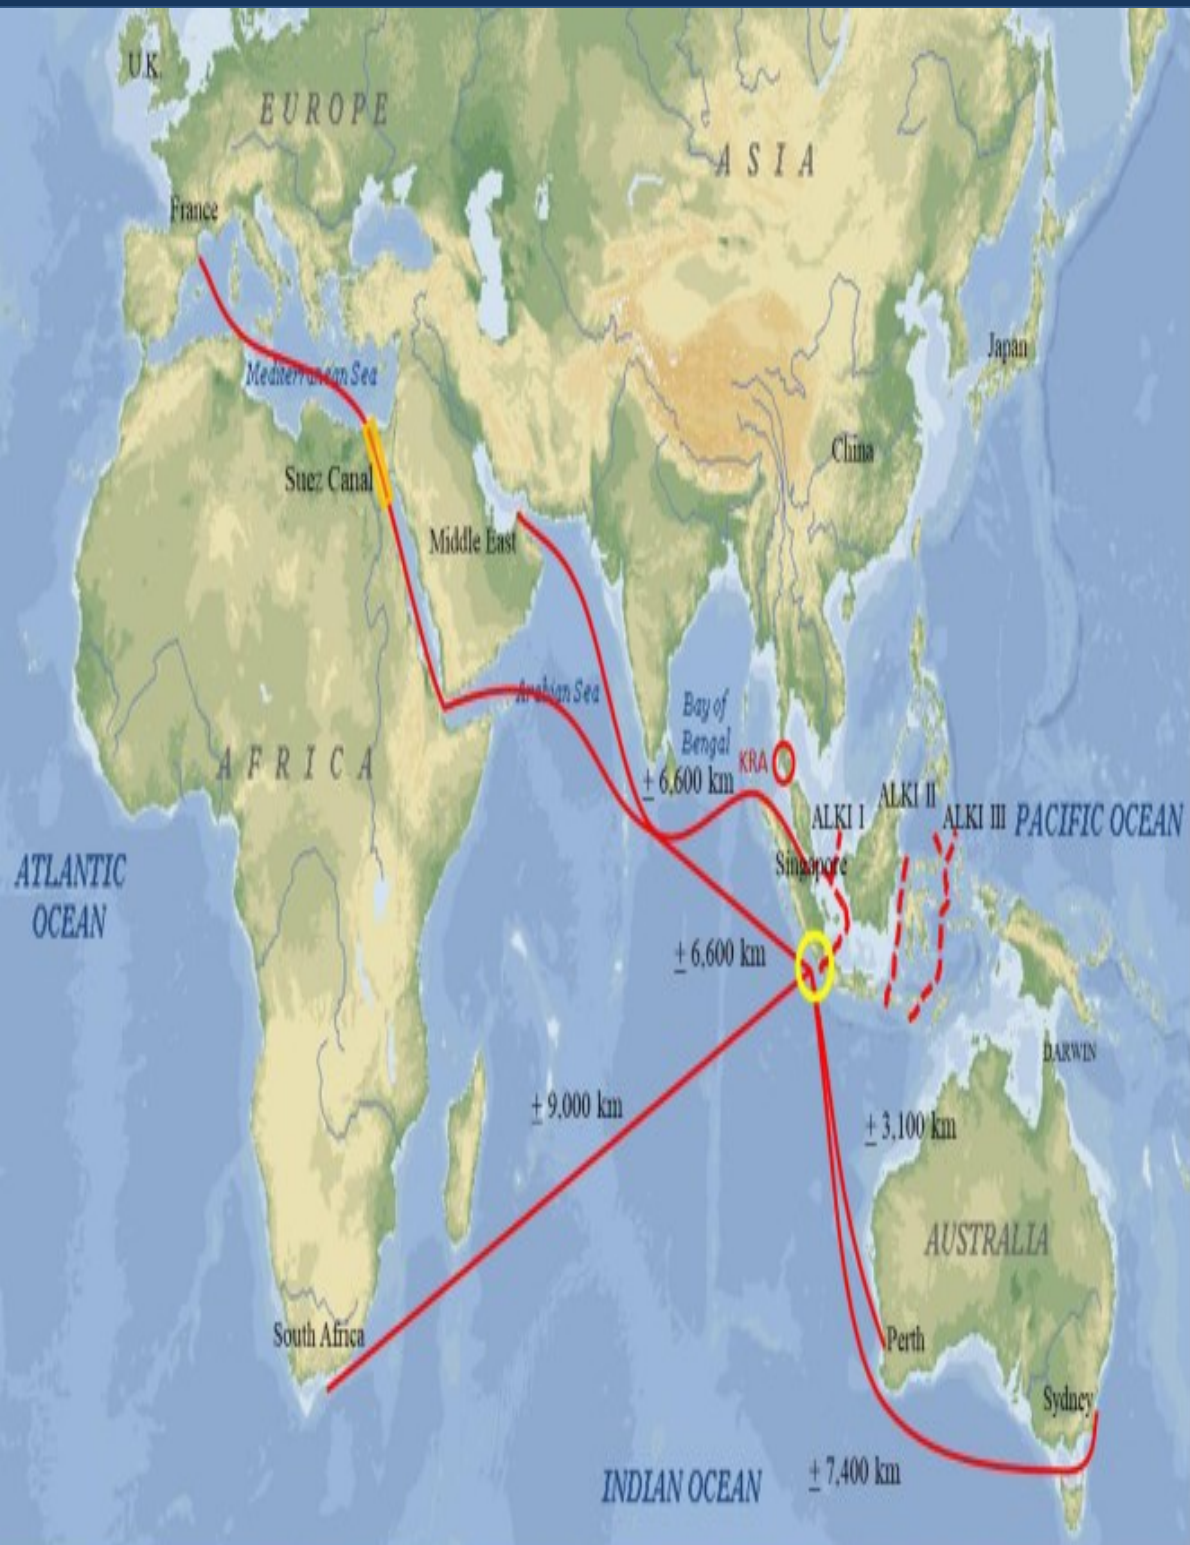 U.K.
EUROPE
ASIA
France
Japan
Mediterranean Sea
China
Suez Canal
Middle East
Arabian Sea
Bay of
Bengal
KRA
± 6,600 km
ALKI I
ALKI II
ALKI III
PACIFIC OCEAN
AFRICA
Singapore
ATLANTIC
OCEAN
± 6,600 km
DARWIN
± 9,000 km
± 3,100 km
AUSTRALIA
South Africa
Perth
Sydney
INDIAN OCEAN
± 7,400 km